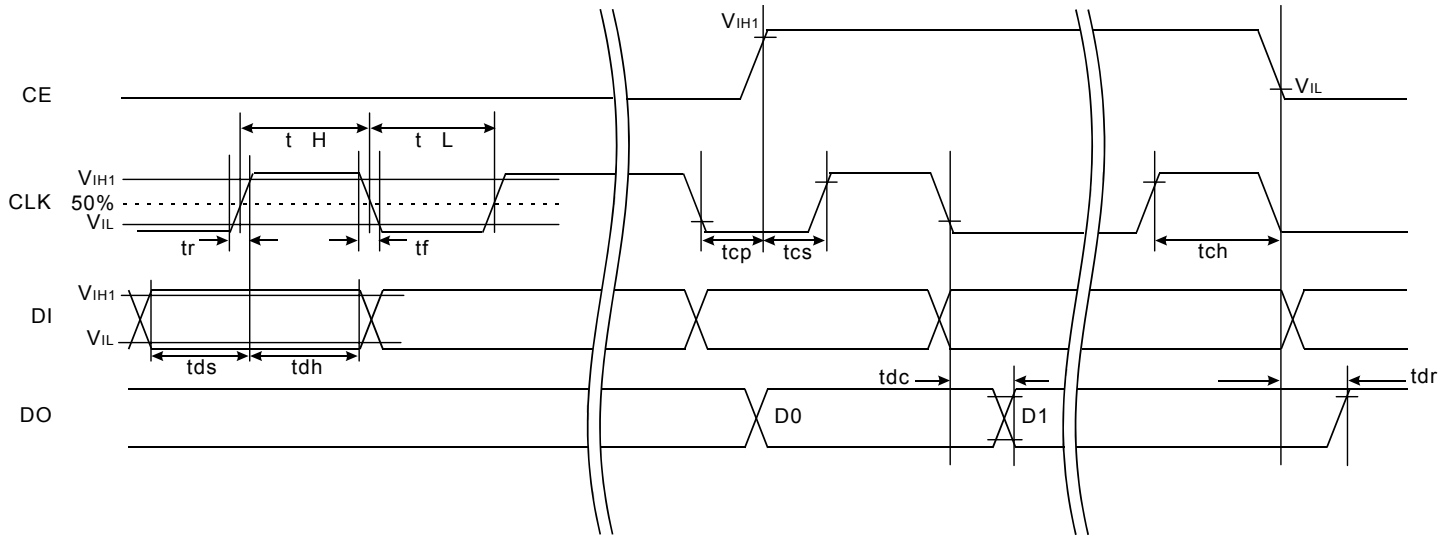 VIH1
CE
VIL
t H
t L
VIH1
CLK
50%
VIL
tr
tf
tcp
tcs
tch
VIH1
DI
VIL
tds
tdh
tdc
tdr
DO
D0
D1